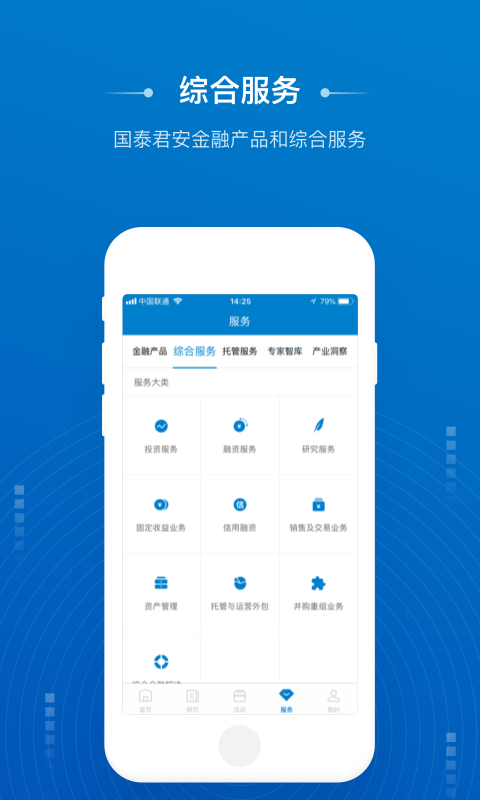 综合服务
国泰君安金融产品和综合服务
中国联通 14:25 79%
服务
金融产品 综合服务 托管服务 专家智库 产业洞察
服务大类
投资服务 融资服务 研究服务
固定收益业务 信用融资 销售及交易业务
资产管理 托管与运营外包 并购重组业务
首页 研究 活动 服务 我的